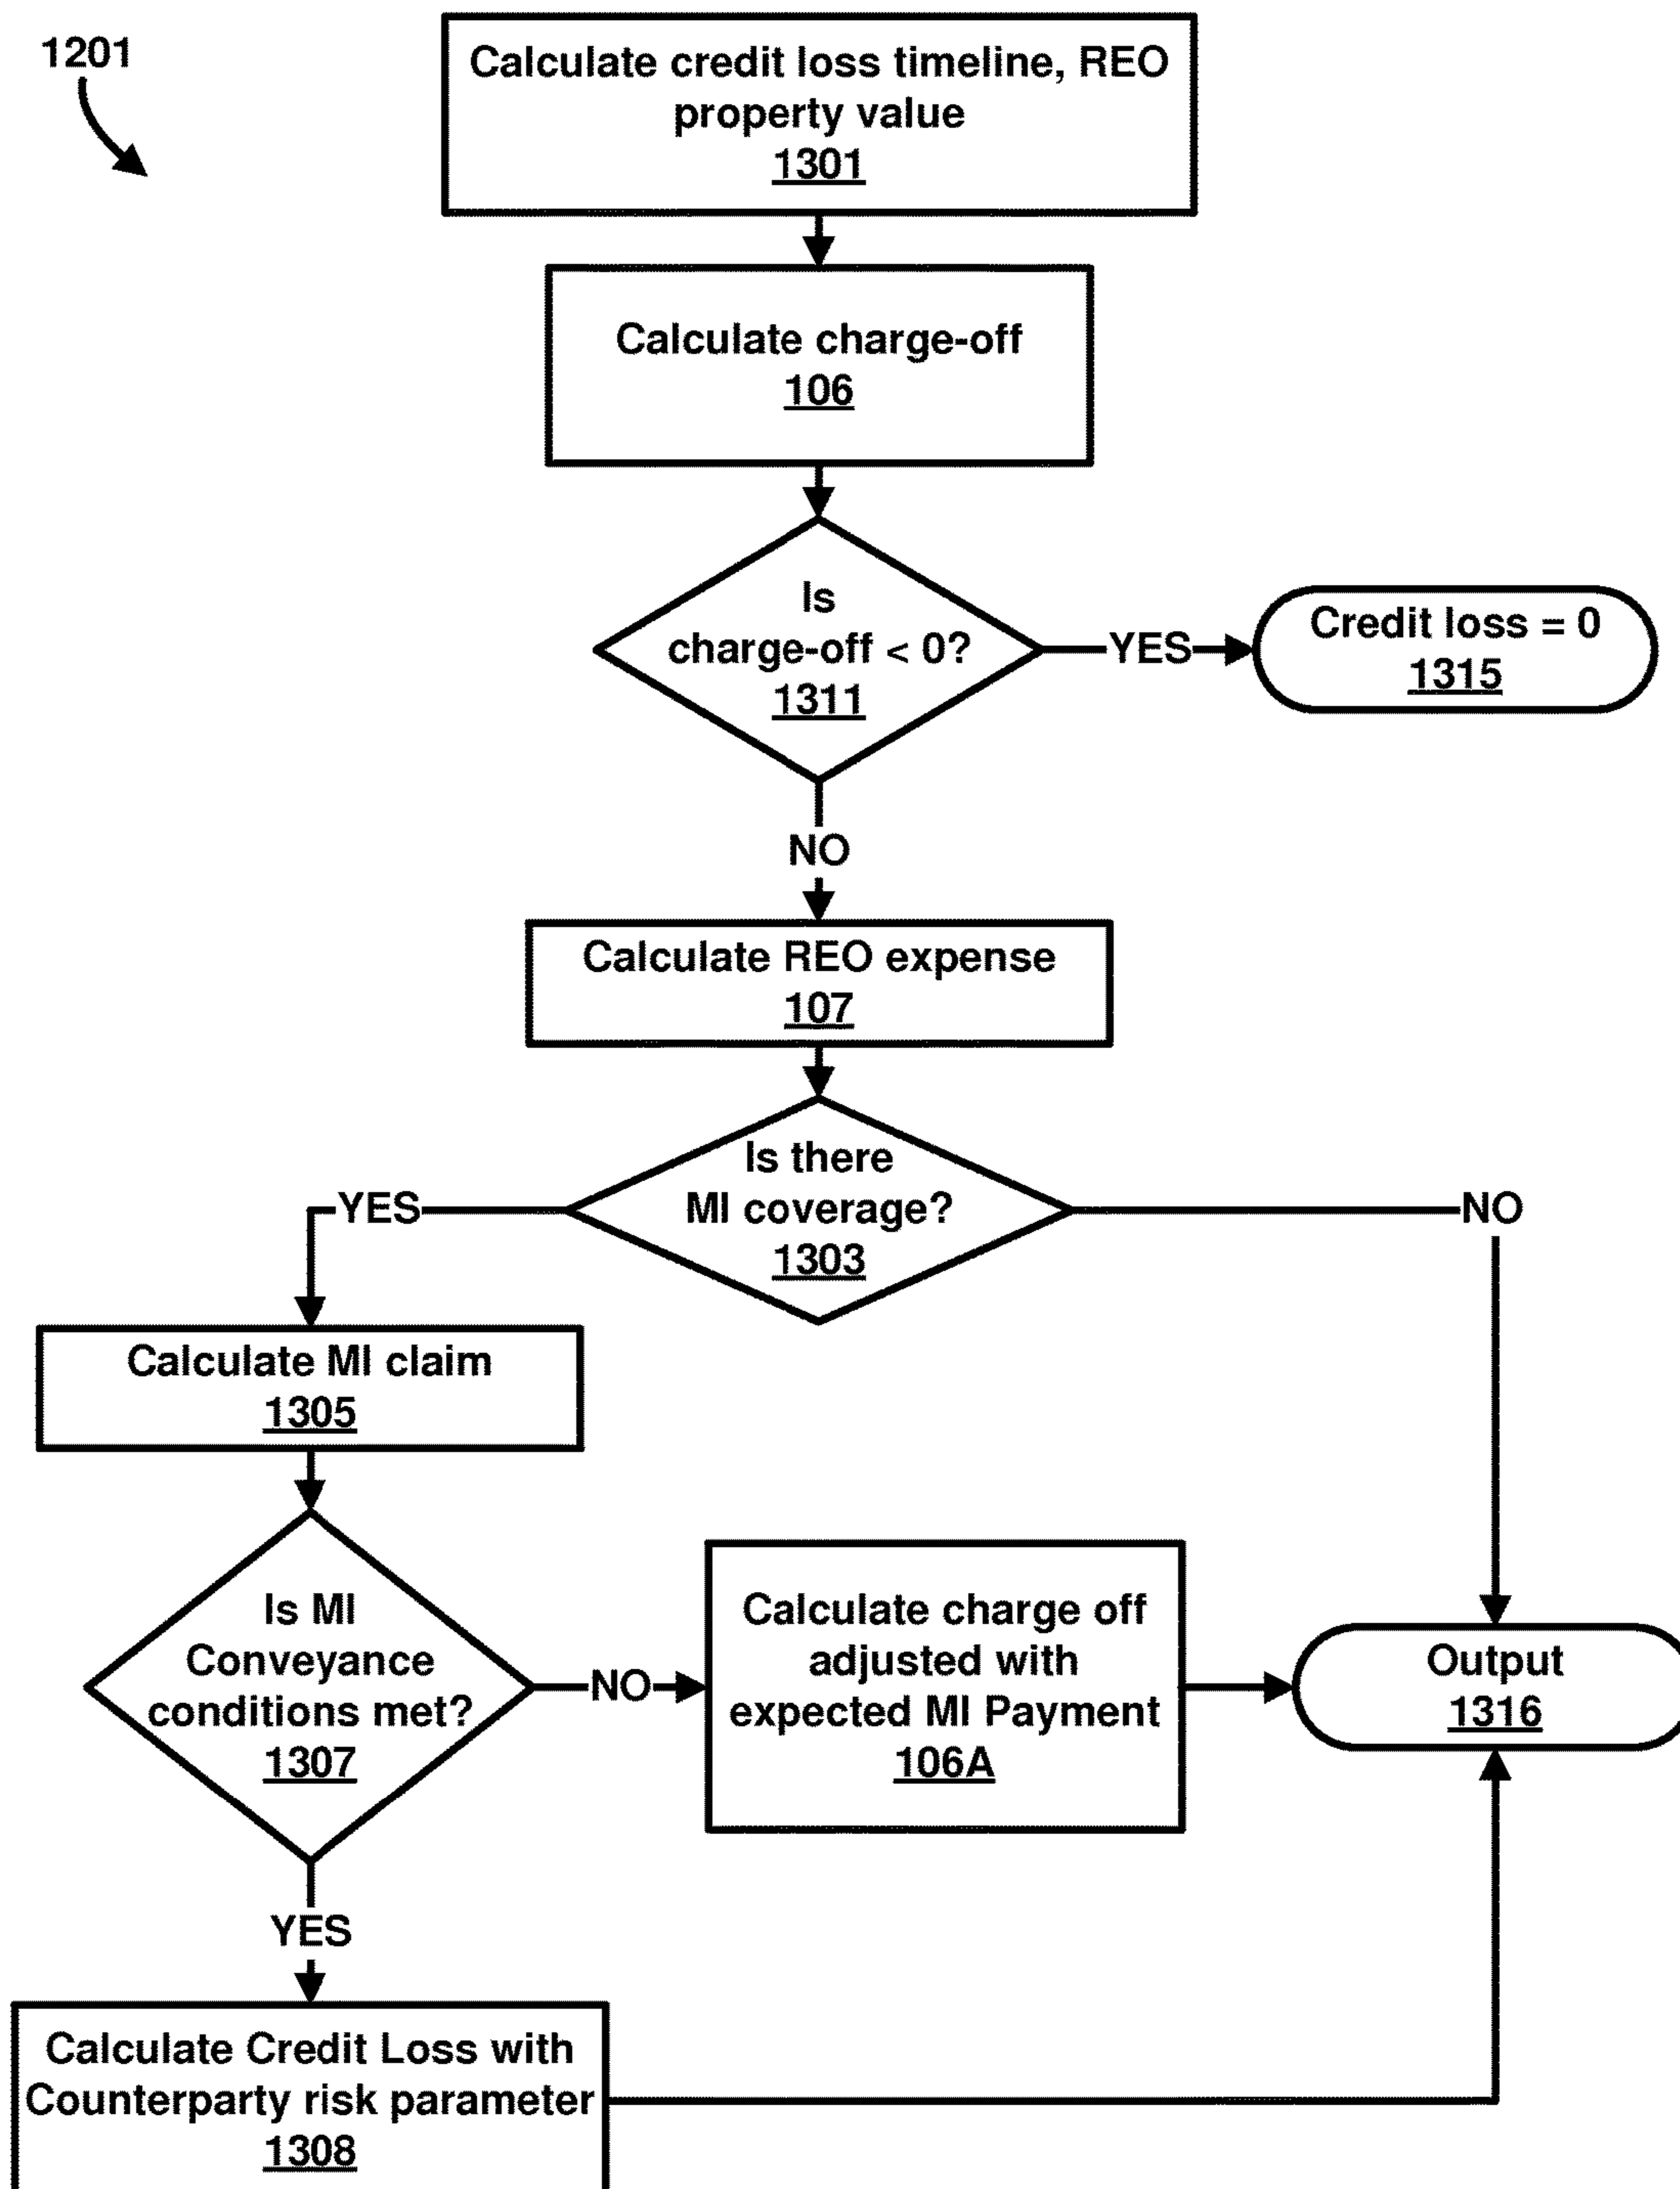 1201
Calculate credit loss timeline, REO
property value
1301
Calculate charge-off
106
Is
charge-off < 0?
1311
YES
Credit loss = 0
1315
NO
Calculate REO expense
107
Is there
MI coverage?
1303
YES
NO
Calculate MI claim
1305
Is MI
Conveyance
conditions met?
1307
NO
Calculate charge off
adjusted with
expected MI Payment
106A
Output
1316
YES
Calculate Credit Loss with
Counterparty risk parameter
1308